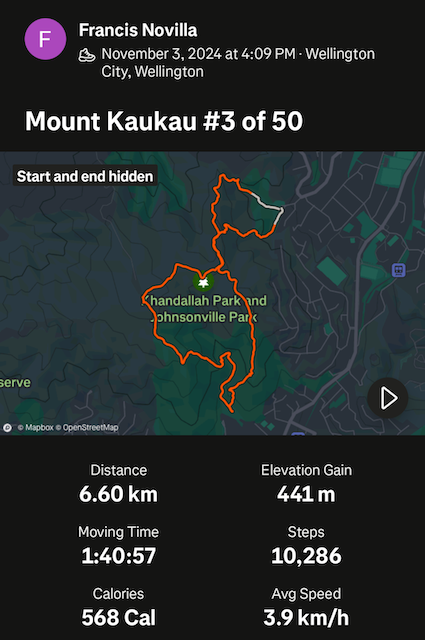 F
Francis Novilla
November 3, 2024 at 4:09 PM · Wellington
City, Wellington
Mount Kaukau #3 of 50
Start and end hidden
Khandallah Park and
Johnsonville Park
serve
© Mapbox © OpenStreetMap
Distance
6.60 km
Elevation Gain
441 m
Moving Time
1:40:57
Steps
10,286
Calories
568 Cal
Avg Speed
3.9 km/h